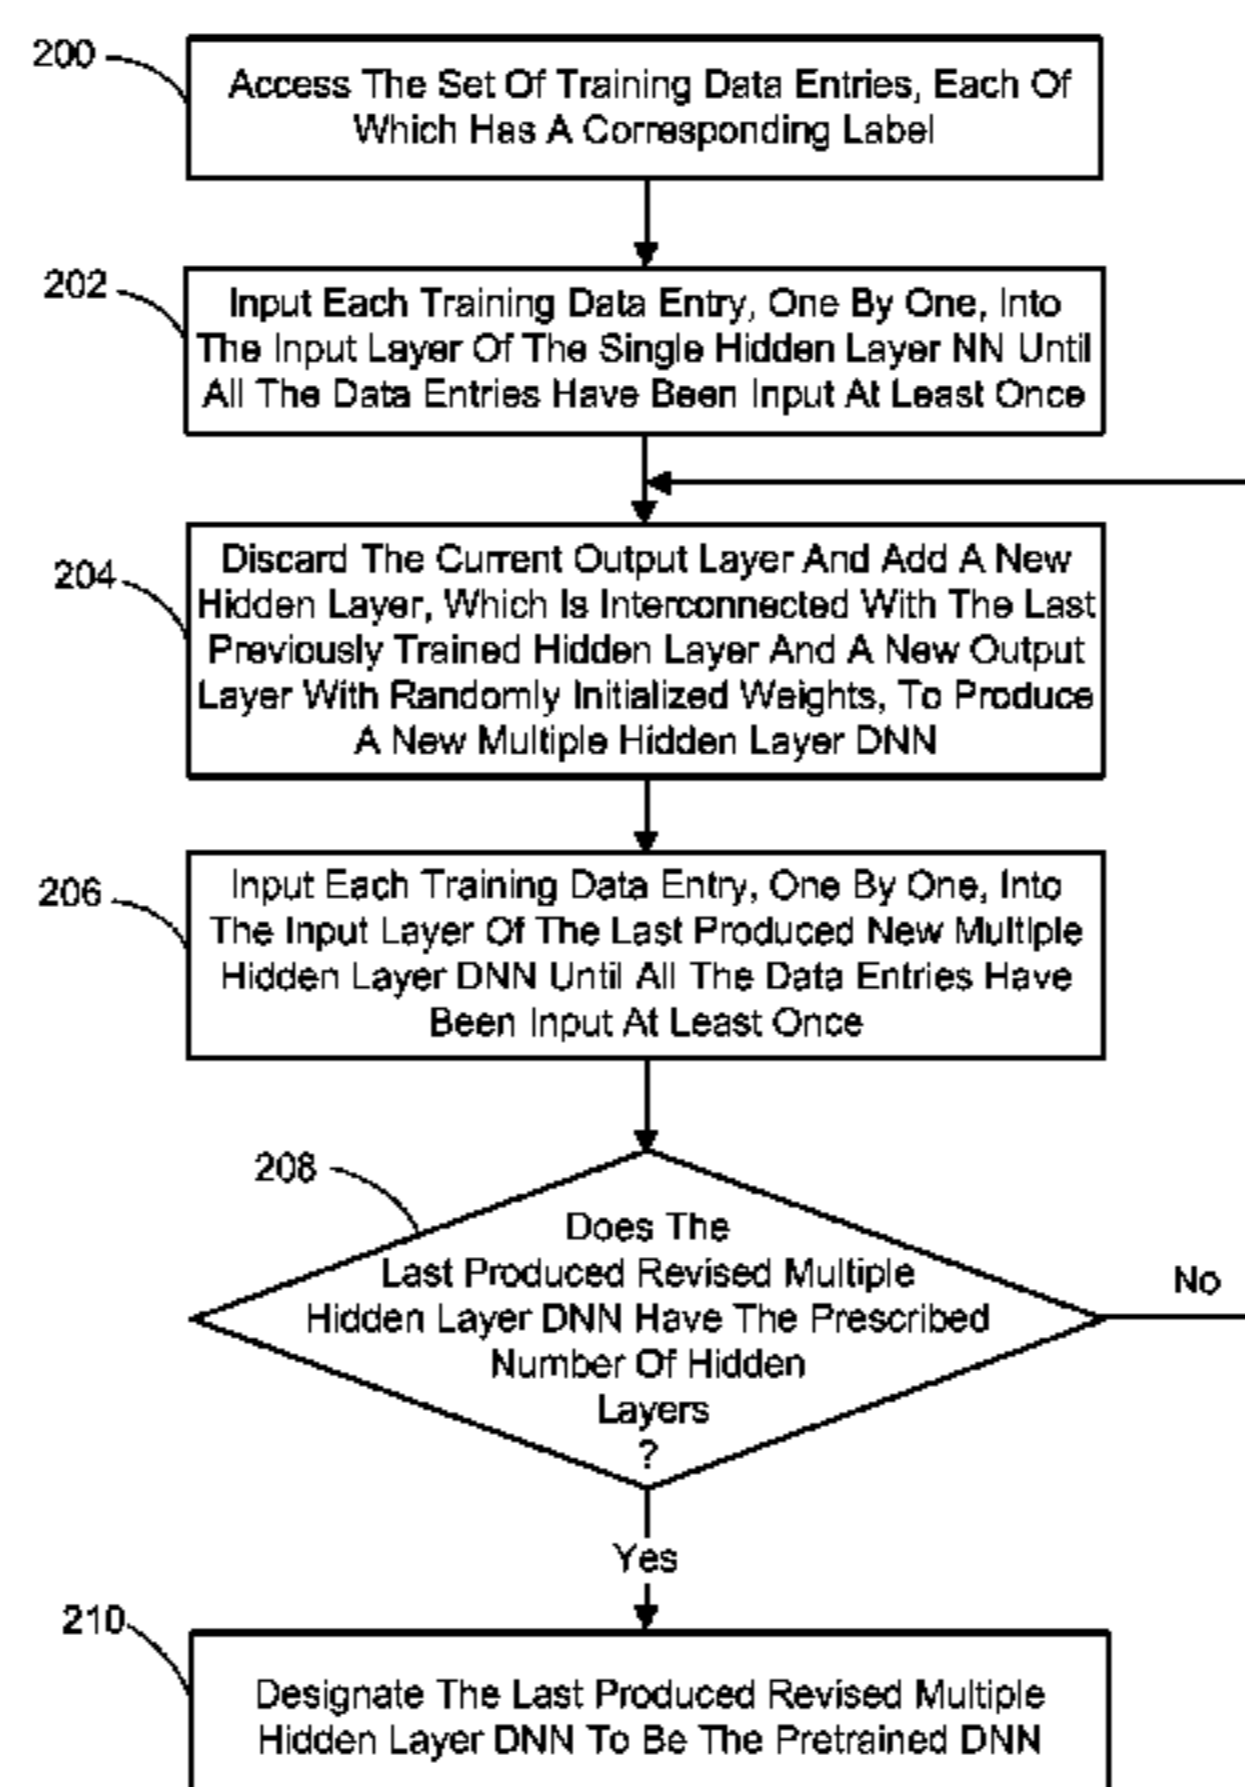 200
Access The Set Of Training Data Entries, Each Of
Which Has A Corresponding Label
202
Input Each Training Data Entry, One By One, Into
The Input Layer Of The Single Hidden Layer NN Until
All The Data Entries Have Been Input At Least Once
204
Discard The Current Output Layer And Add A New
Hidden Layer, Which Is Interconnected With The Last
Previously Trained Hidden Layer And A New Output
Layer With Randomly Initialized Weights, To Produce
A New Multiple Hidden Layer DNN
206
Input Each Training Data Entry, One By One, Into
The Input Layer Of The Last Produced New Multiple
Hidden Layer DNN Until All The Data Entries Have
Been Input At Least Once
208
Does The
Last Produced Revised Multiple
Hidden Layer DNN Have The Prescribed
Number Of Hidden
Layers
?
No
Yes
210
Designate The Last Produced Revised Multiple
Hidden Layer DNN To Be The Pretrained DNN